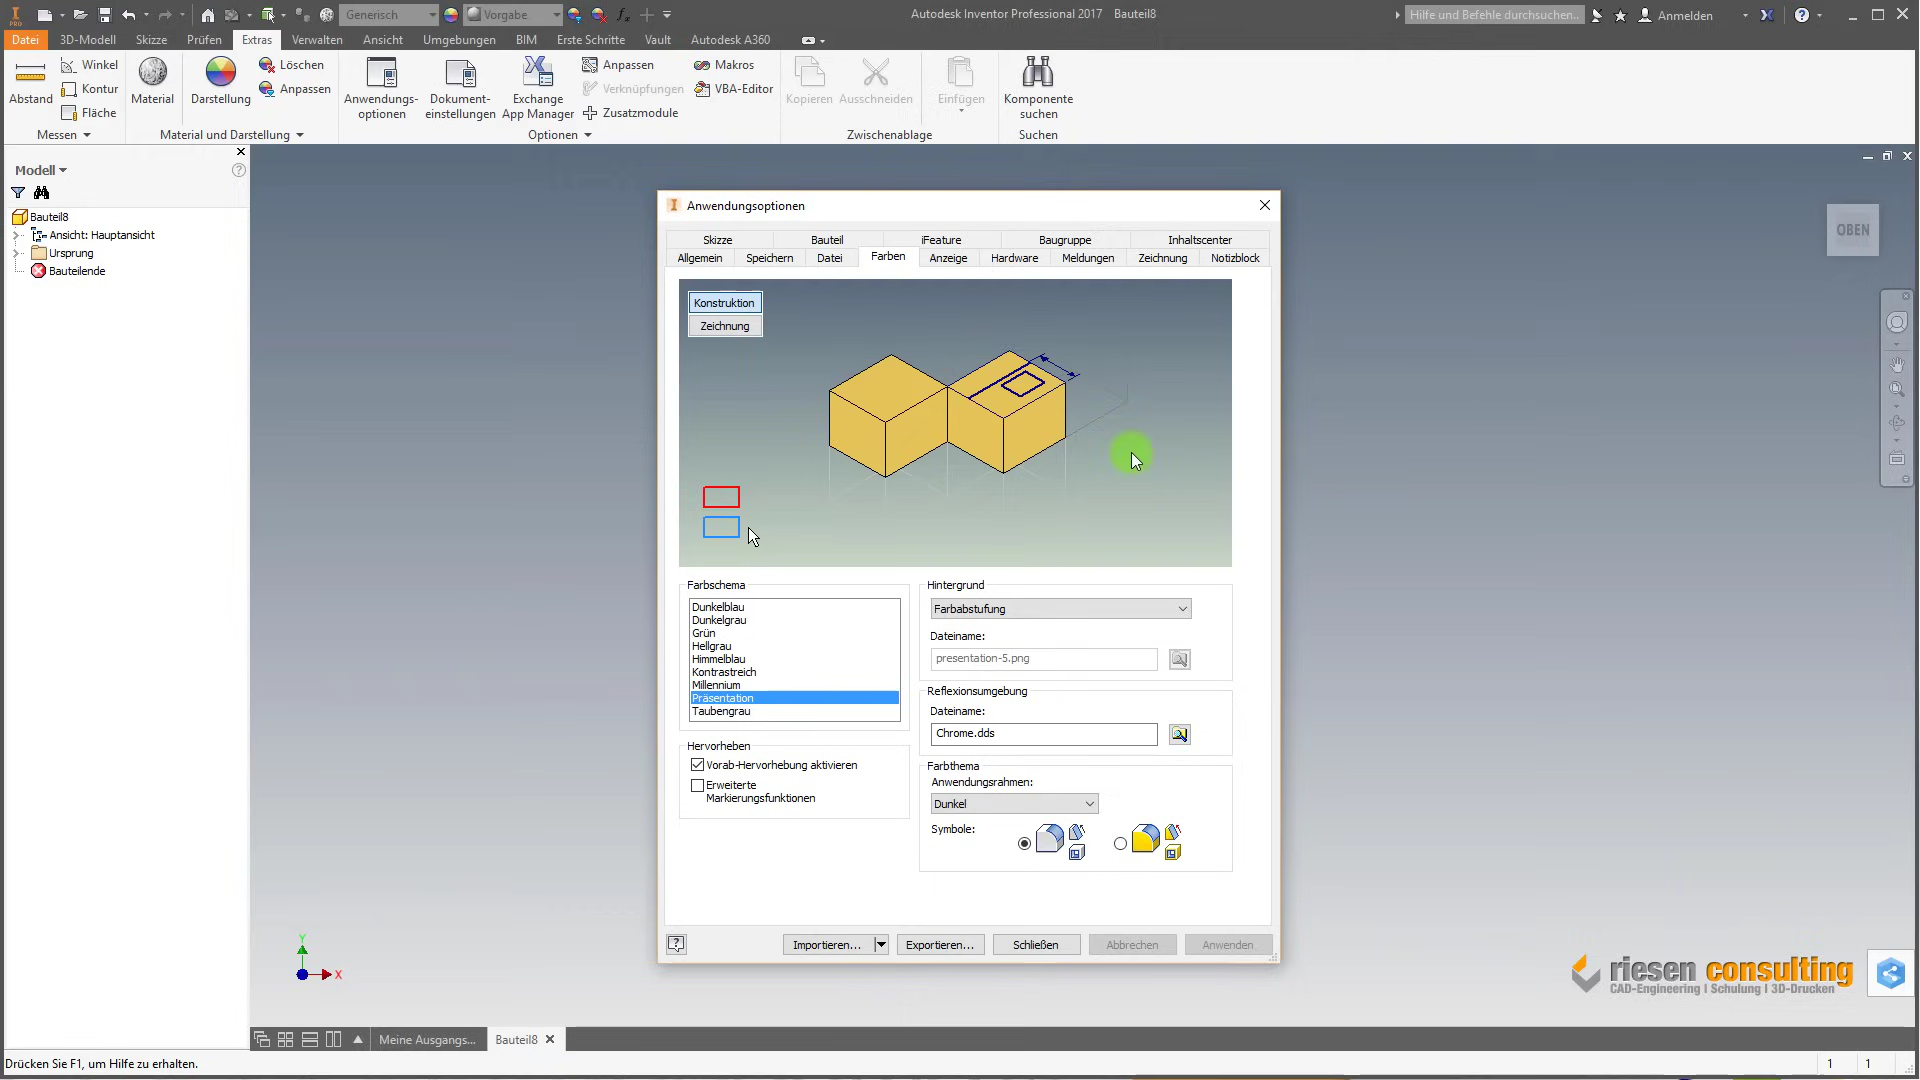 Generisch
Vorgabe
Autodesk Inventor Professional 2017 Bauteil8
Hilfe und Befehle durchsuchen...
Anmelden
Datei 3D-Modell Skizze Prüfen Extras Verwalten Ansicht Umgebungen BIM Erste Schritte Vault Autodesk A360
Abstand
Winkel
Kontur
Fläche
Messen
Material
Darstellung
Löschen
Anpassen
Material und Darstellung
Anwendungs-
optionen
Dokument-
einstellungen
Exchange
App Manager
Anpassen
Verknüpfungen
Zusatzmodule
Makros
VBA-Editor
Optionen
Kopieren
Ausschneiden
Einfügen
Zwischenablage
Komponente
suchen
Suchen
Modell
Bauteil8
Ansicht: Hauptansicht
Ursprung
Bauteilende
OBEN
Anwendungsoptionen
Skizze Bauteil iFeature Baugruppe Inhaltscenter
Allgemein Speichern Datei Farben Anzeige Hardware Meldungen Zeichnung Notizblock
Konstruktion
Zeichnung
Farbschema
Dunkelblau
Dunkelgrau
Grün
Hellgrau
Himmelblau
Kontrastreich
Millennium
Präsentation
Taubengrau
Hervorheben
Vorab-Hervorhebung aktivieren
Erweiterte
Markierungsfunktionen
Hintergrund
Farbabstufung
Dateiname:
presentation-5.png
Reflexionsumgebung
Dateiname:
Chrome.dds
Farbthema
Anwendungsrahmen:
Dunkel
Symbole:
Importieren... Exportieren... Schließen Abbrechen Anwenden
Y
X
riesen consulting
CAD-Engineering | Schulung | 3D-Drucken
Meine Ausgangs... Bauteil8
Drücken Sie F1, um Hilfe zu erhalten.
1 1